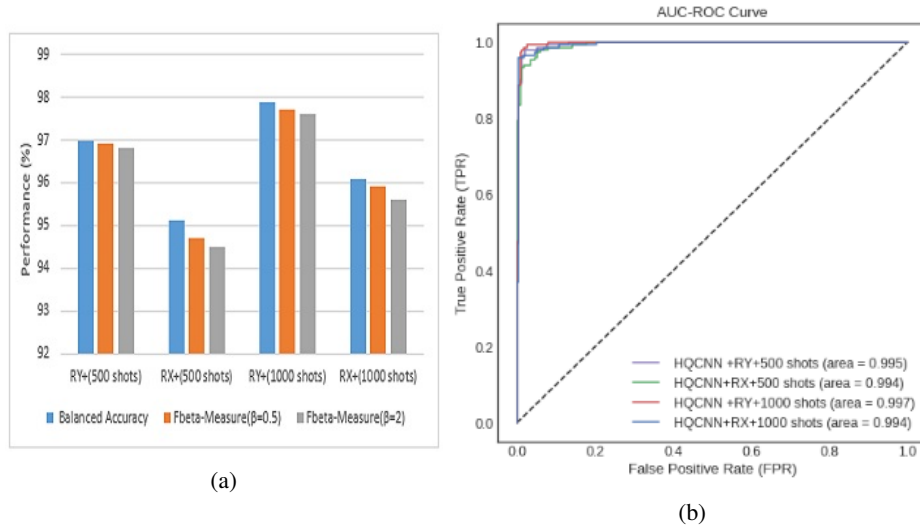 99
98
97
96
95
94
93
92
Performance (%)
RY+(500 shots) RX+(500 shots) RY+(1000 shots) RX+(1000 shots)
Balanced Accuracy Fbeta-Measure(β=0.5) Fbeta-Measure(β=2)
(a)
AUC-ROC Curve
1.0
0.8
0.6
0.4
0.2
0.0
True Positive Rate (TPR)
HQCNN +RY+500 shots (area = 0.995)
HQCNN+RX+500 shots (area = 0.994)
HQCNN +RY+1000 shots (area = 0.997)
HQCNN+RX+1000 shots (area = 0.994)
0.0 0.2 0.4 0.6 0.8 1.0
False Positive Rate (FPR)
(b)